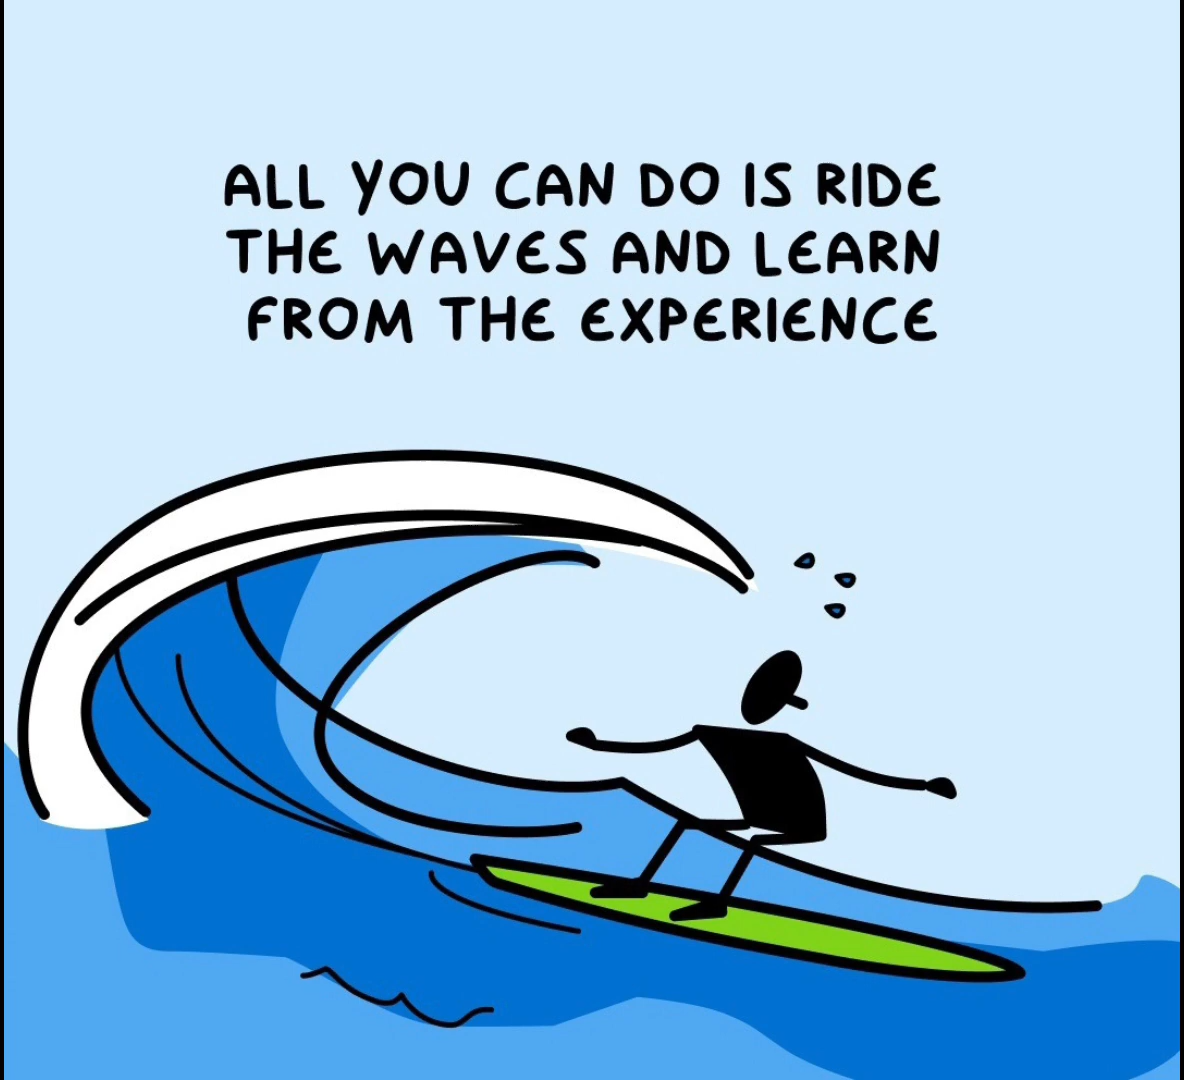 ALL YOU CAN DO IS RIDE
THE WAVES AND LEARN
FROM THE EXPERIENCE